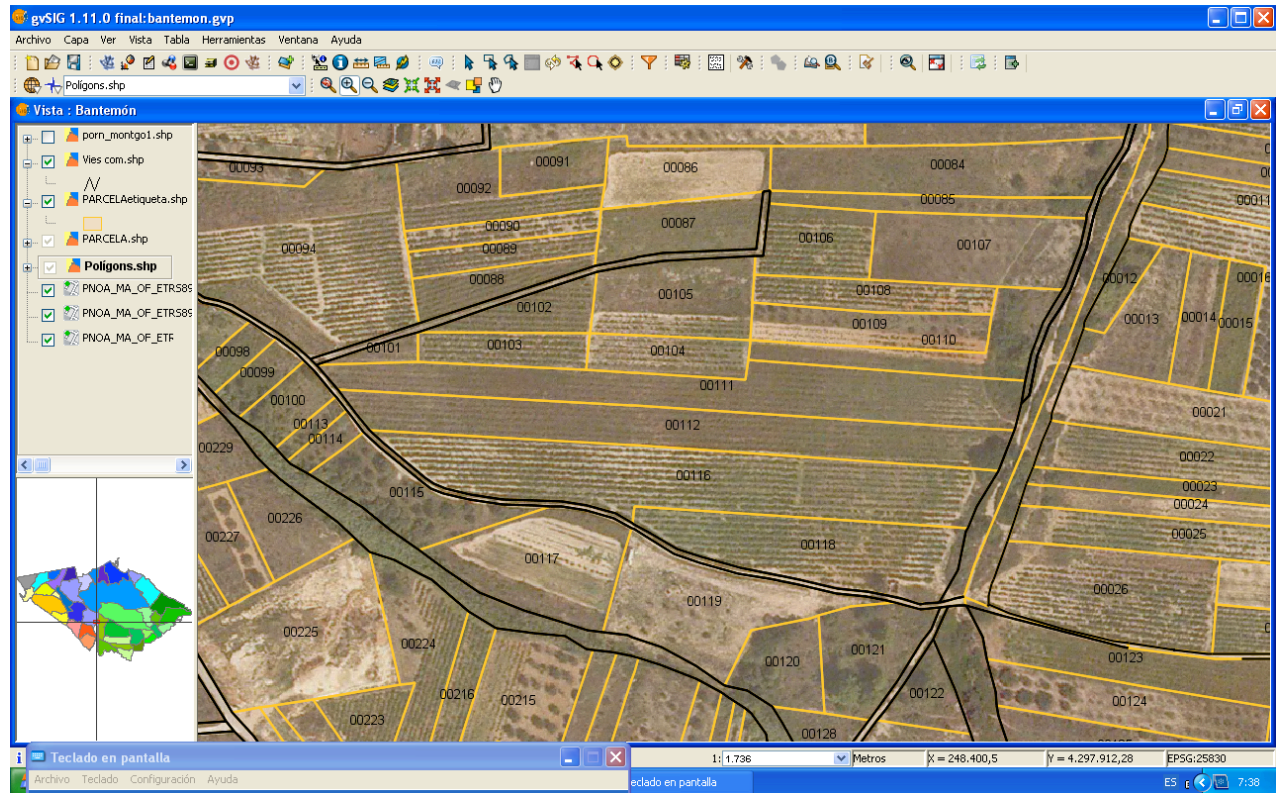 gvSIG 1.11.0 final:bantemon.gvp
Archivo Capa Ver Vista Tabla Herramientas Ventana Ayuda
Polígons.shp
Vista : Bantemón
porn_montgo1.shp
Vies com.shp
PARCELAetiqueta.shp
PARCELA.shp
Polígons.shp
PNOA_MA_OF_ETRS89
PNOA_MA_OF_ETRS89
PNOA_MA_OF_ETR
00093 00091 00086 00084
00092
00085
00090 00087
00094 00089 00106 00107
00088 00012 00016
00102 00105 00108
00109 00013 00014 00015
00098 00101 00103 00104 00110
00099 00111
00100 00021
00113 00112
00114
00229 00022
00116 00023
00115 00024
00226 00025
00227 00118
00117
00119 00026
00225
00224 00121
00120 00123
00216 00215 00122 00124
00223
00128
Teclado en pantalla
Archivo Teclado Configuración Ayuda
1: 1.736 Metros X = 248.400,5 Y = 4.297.912,28 EPSG:25830
eclado en pantalla ES 7:38